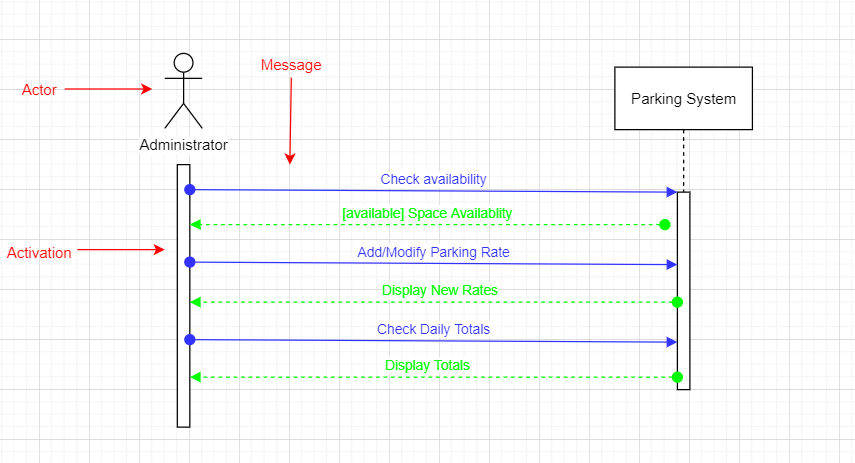 Message
Actor
Parking System
Administrator
Check availability
[available] Space Availablity
Activation
Add/Modify Parking Rate
Display New Rates
Check Daily Totals
Display Totals